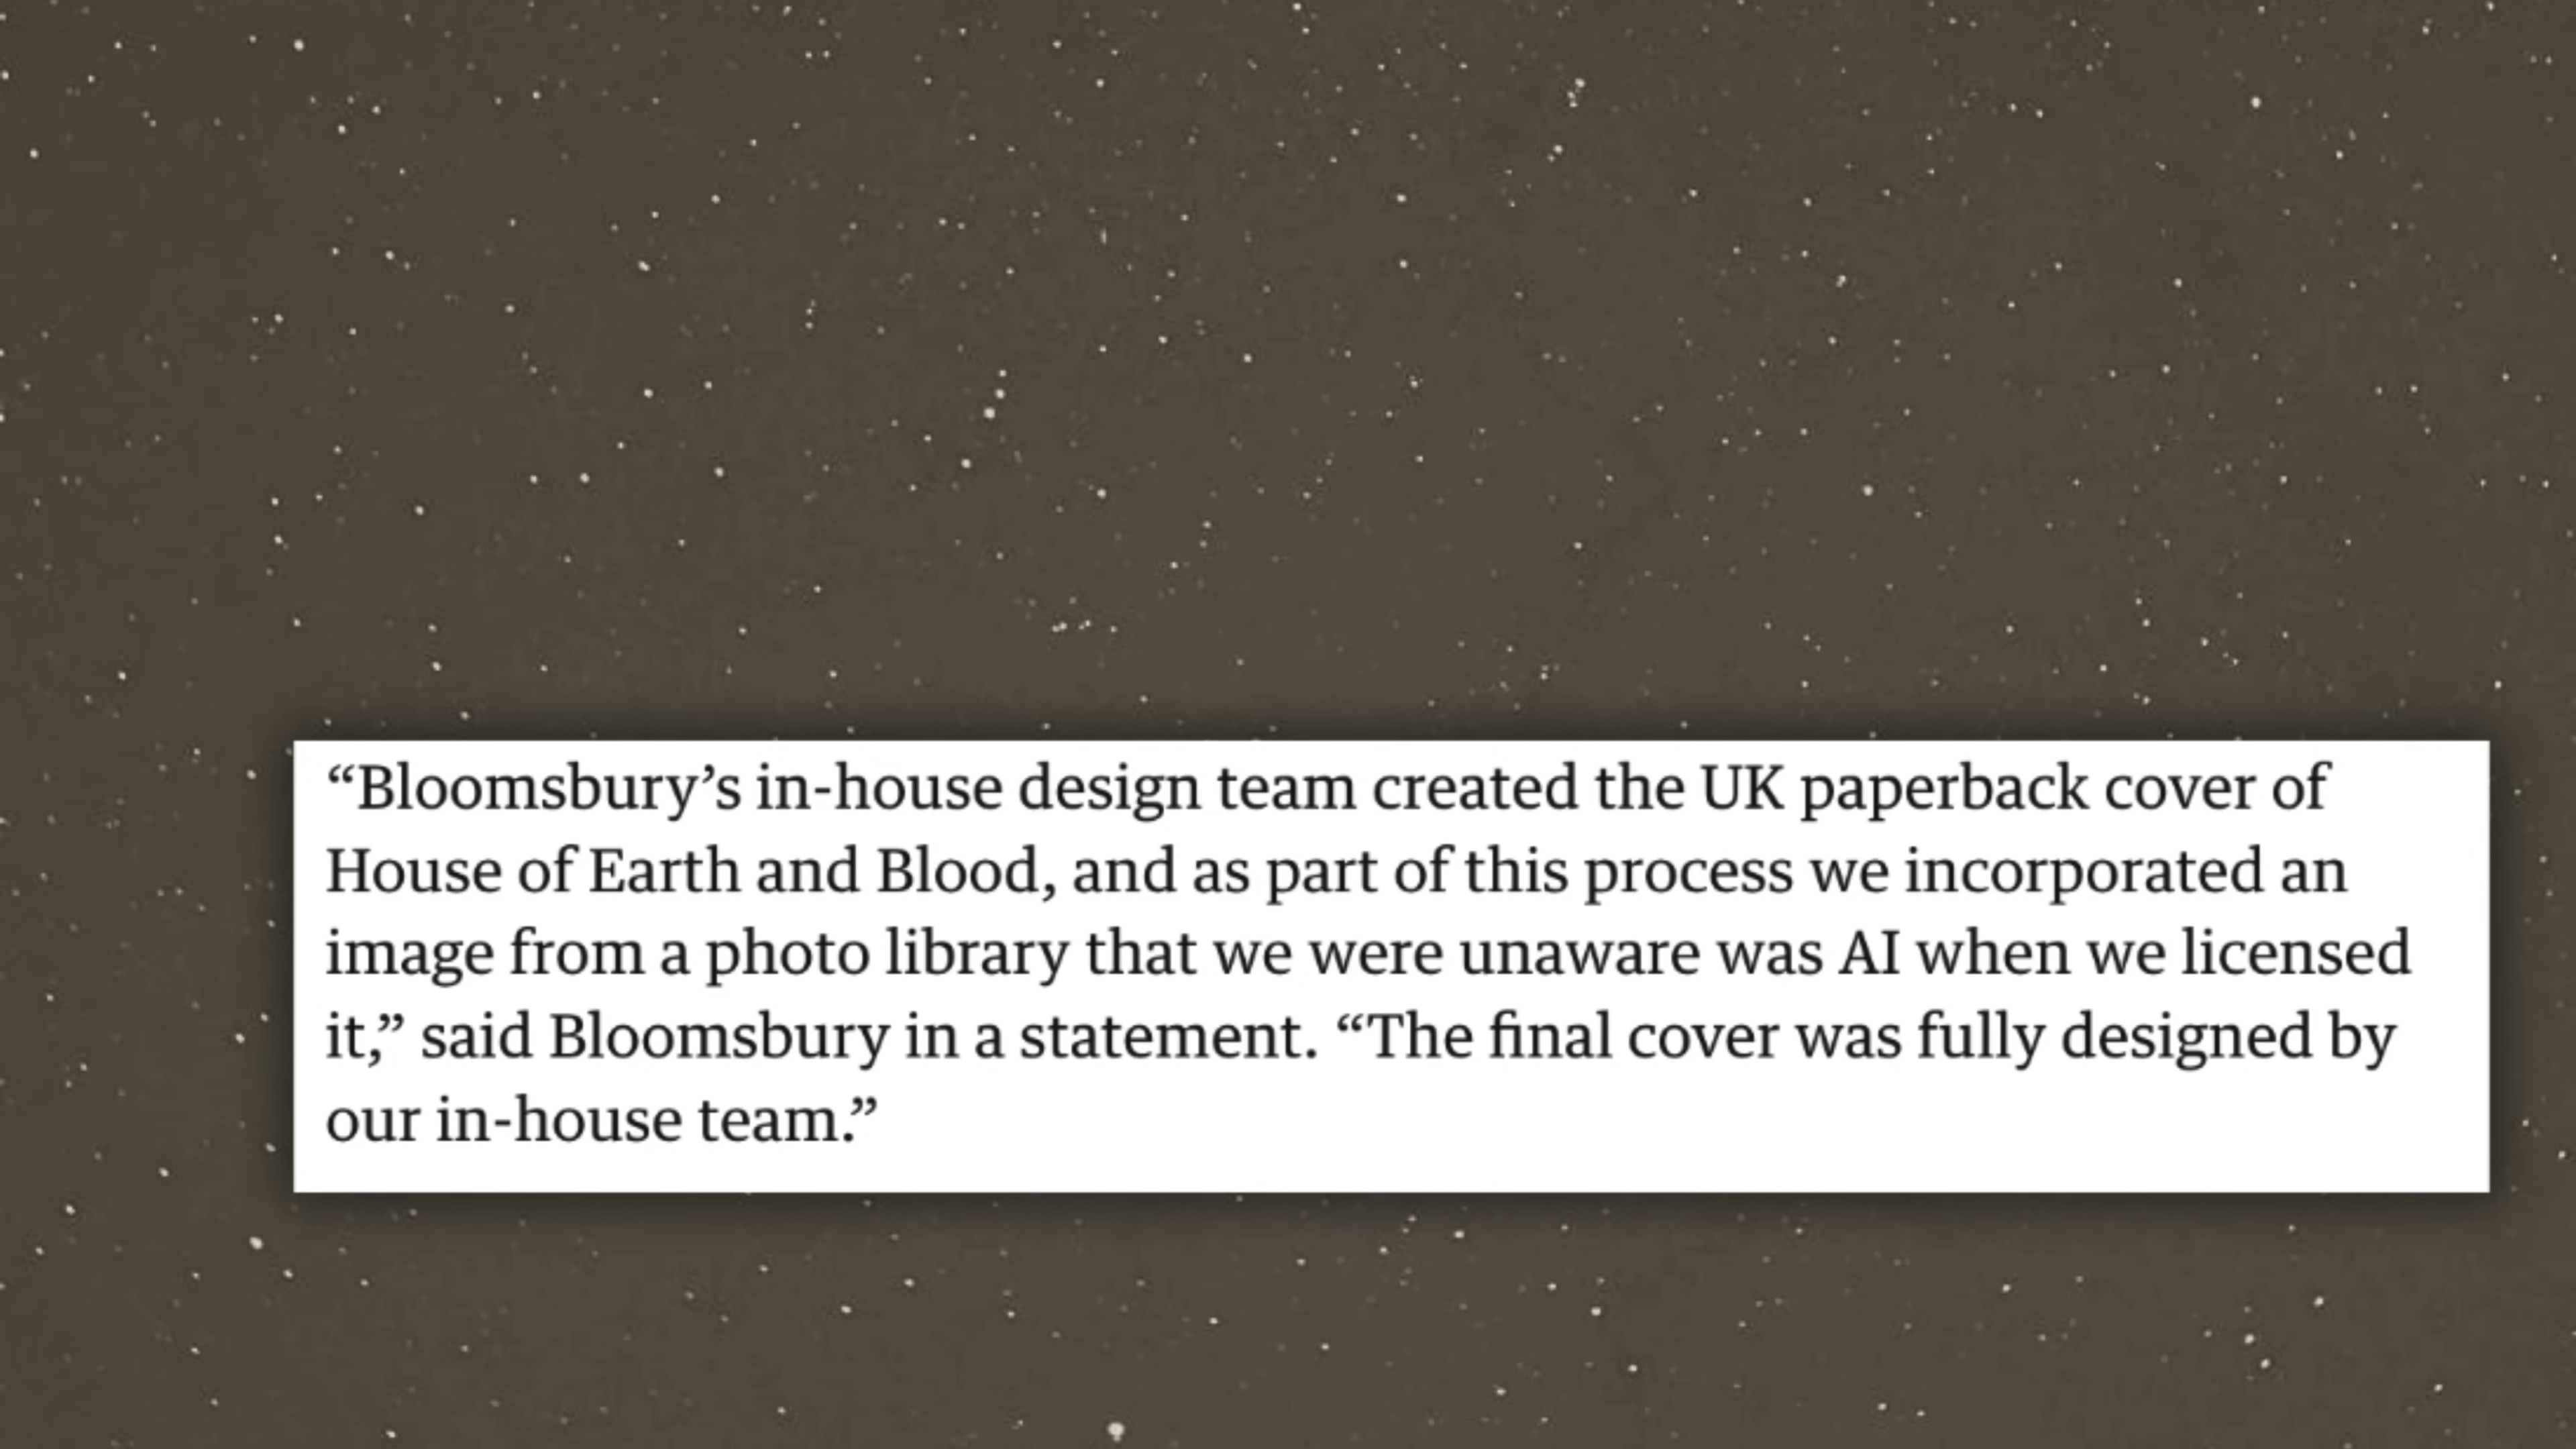 “Bloomsbury’s in-house design team created the UK paperback cover of
House of Earth and Blood, and as part of this process we incorporated an
image from a photo library that we were unaware was AI when we licensed
it,” said Bloomsbury in a statement. “The final cover was fully designed by
our in-house team.”